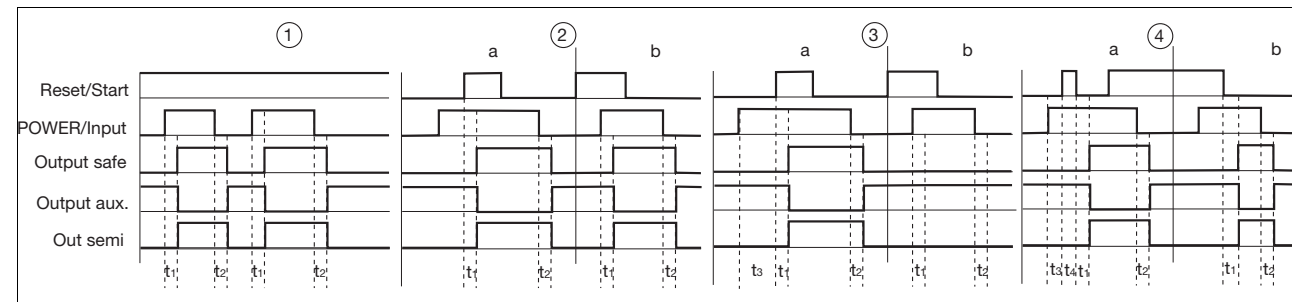 1 2 3 4
a b a b a b
Reset/Start
POWER/Input
Output safe
Output aux.
Out semi
t1 t2 t1 t2 t1 t2 t1 t2 t3 t1 t2 t1 t2 t3 t4 t1 t2 t1 t2